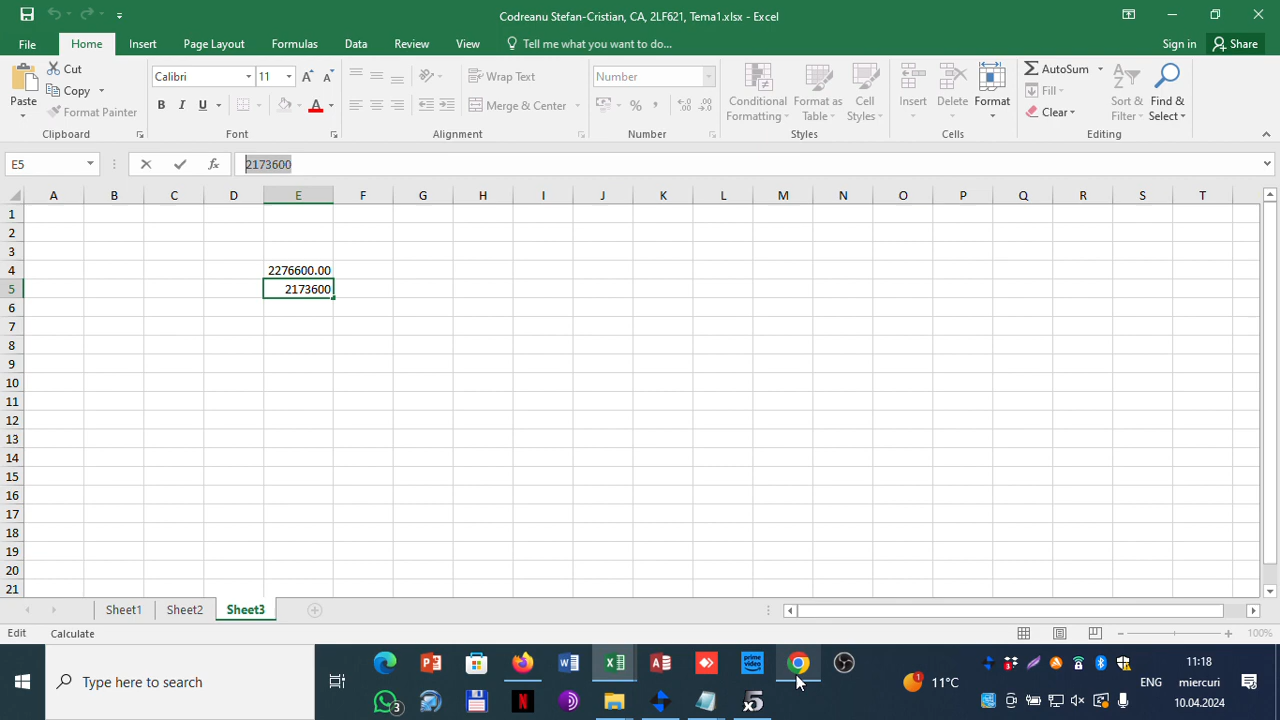 Codreanu Stefan-Cristian, CA, 2LF621, Tema1.xlsx - Excel
File Home Insert Page Layout Formulas Data Review View Tell me what you want to do... Sign in Share
Paste Cut Copy Format Painter Clipboard
Calibri 11 B I U A Font
Wrap Text Merge & Center Alignment
Number % , Number
Conditional Formatting Format as Table Cell Styles Styles
Insert Delete Format Cells
AutoSum Fill Clear Sort & Filter Find & Select Editing
E5 fx 2173600
A B C D E F G H I J K L M N O P Q R S T
1
2
3
4 2276600.00
5 2173600
6
7
8
9
10
11
12
13
14
15
16
17
18
19
20
21
Sheet1 Sheet2 Sheet3
Edit Calculate 100%
Type here to search
11°C
ENG
11:18
miercuri
10.04.2024